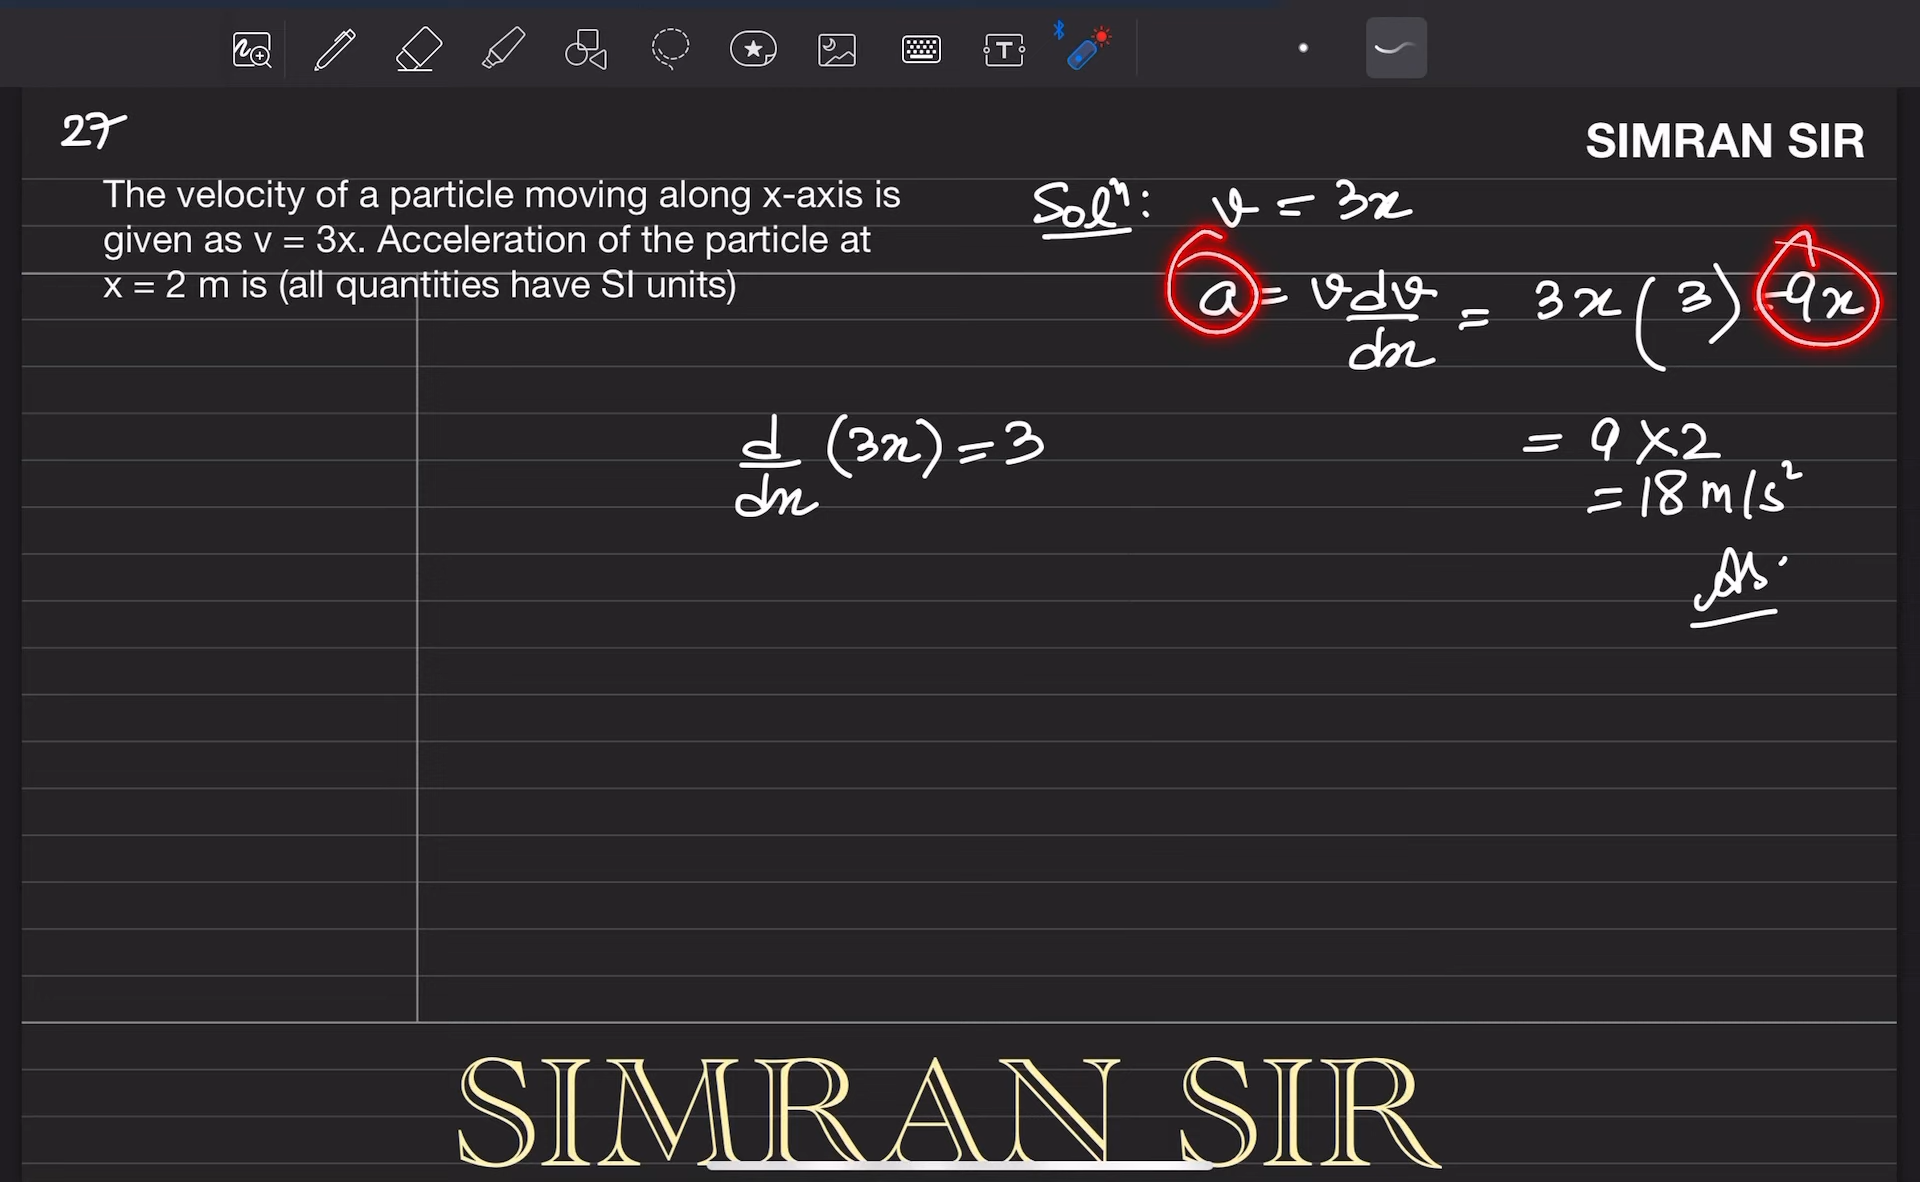 27
SIMRAN SIR
The velocity of a particle moving along x-axis is
given as v = 3x. Acceleration of the particle at
x = 2 m is (all quantities have SI units)
Solⁿ: v = 3x
a = v dv/dx = 3x (3) = 9x
d/dx (3x) = 3
= 9 × 2
= 18 m/s²
Ans.
SIMRAN SIR